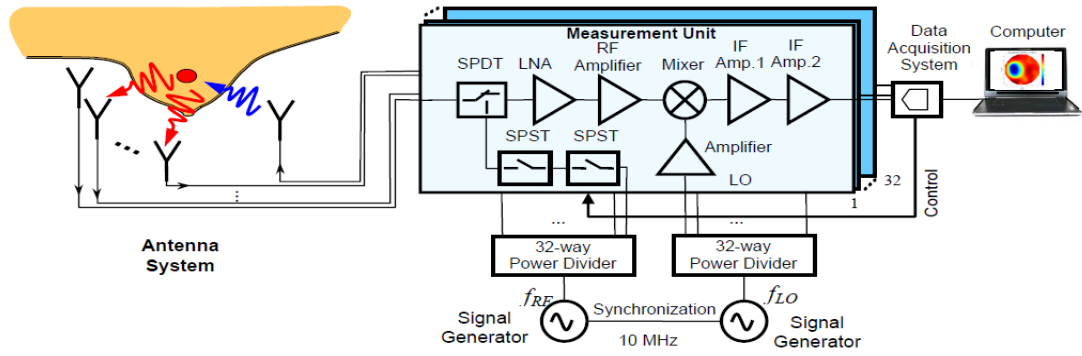 Measurement Unit
SPDT
LNA
RF
Amplifier
Mixer
IF
Amp.1
IF
Amp.2
Data
Acquisition
System
Computer
SPST
SPST
Amplifier
LO
32
1
Control
...
...
...
...
Antenna
System
32-way
Power Divider
32-way
Power Divider
fRF
fLO
Synchronization
10 MHz
Signal
Generator
Signal
Generator